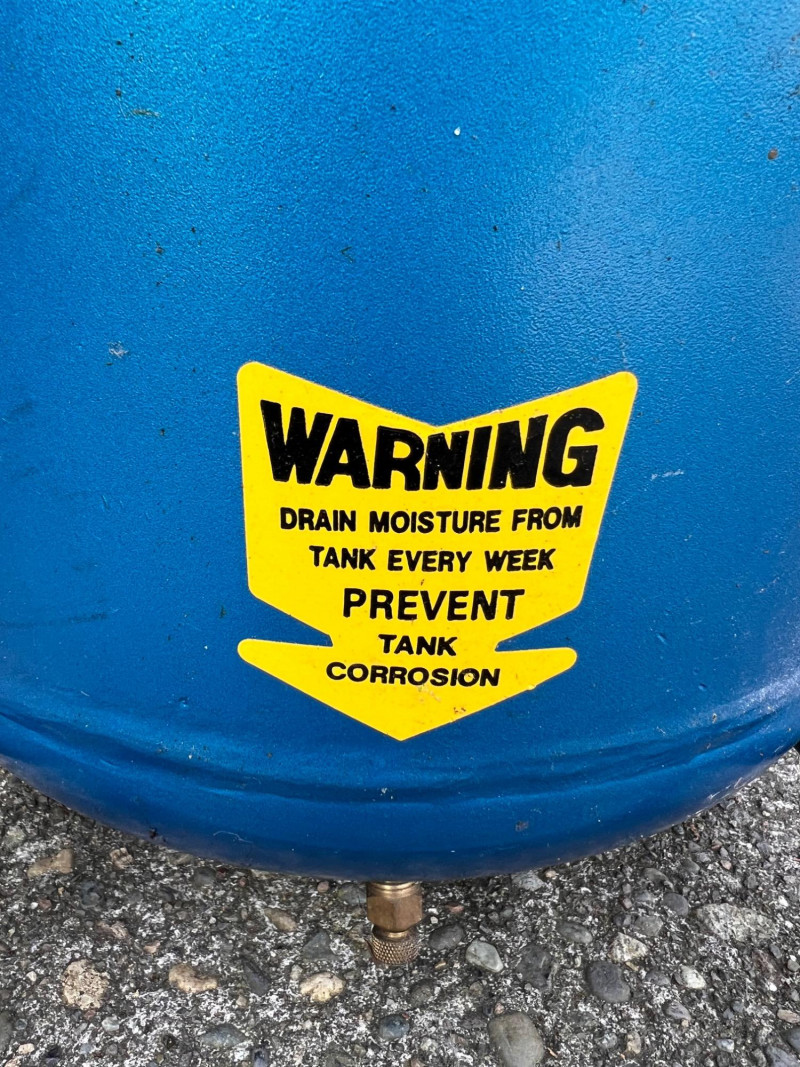 WARNING
DRAIN MOISTURE FROM
TANK EVERY WEEK
PREVENT
TANK
CORROSION